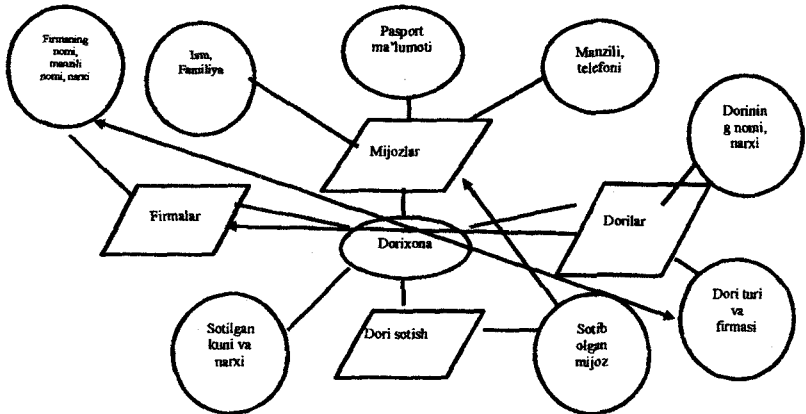 Firmaning
nomi,
manzili
nomi, narxi
Ism,
Familiya
Pasport
ma'lumoti
Manzili,
telefoni
Dorinin
g nomi,
narxi
Mijozlar
Firmalar
Dorixona
Dorilar
Dori turi
va
firmasi
Sotilgan
kuni va
narxi
Dori sotish
Sotib
olgan
mijoz